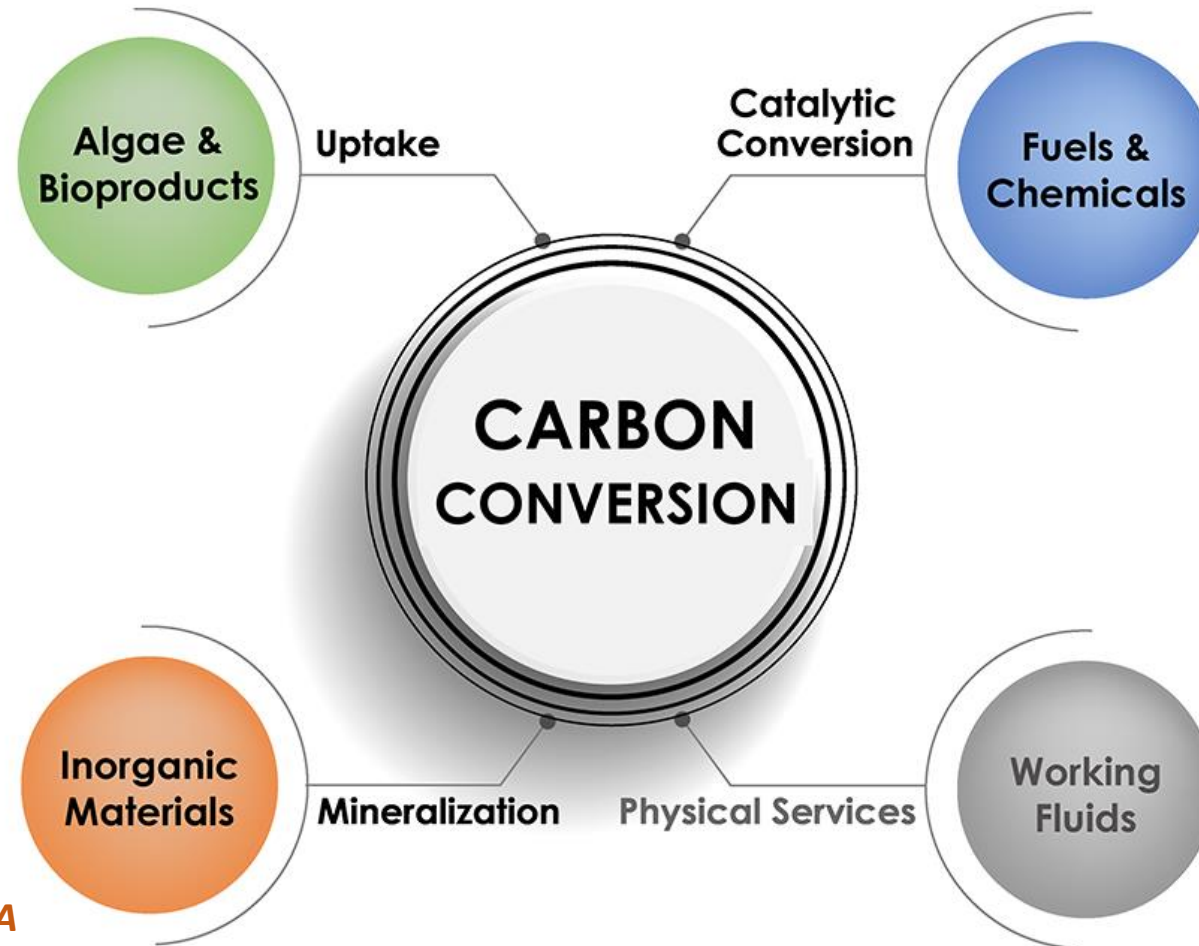 Algae &
Bioproducts
Uptake
Catalytic
Conversion
Fuels &
Chemicals
CARBON
CONVERSION
Inorganic
Materials
Mineralization
Physical Services
Working
Fluids
A